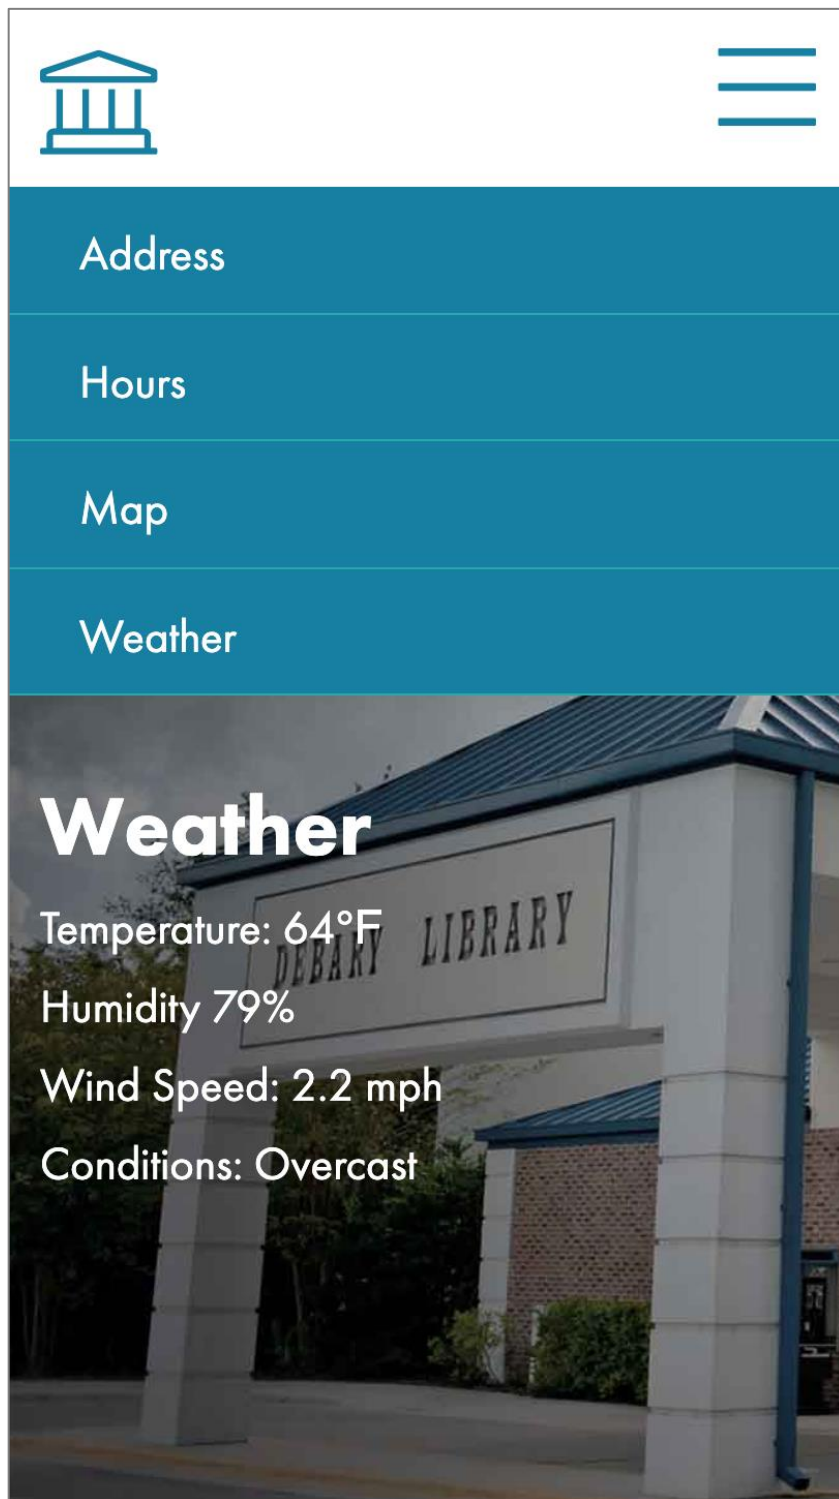 Address
Hours
Map
Weather
Weather
Temperature: 64°F
DEBARY LIBRARY
Humidity 79%
Wind Speed: 2.2 mph
Conditions: Overcast